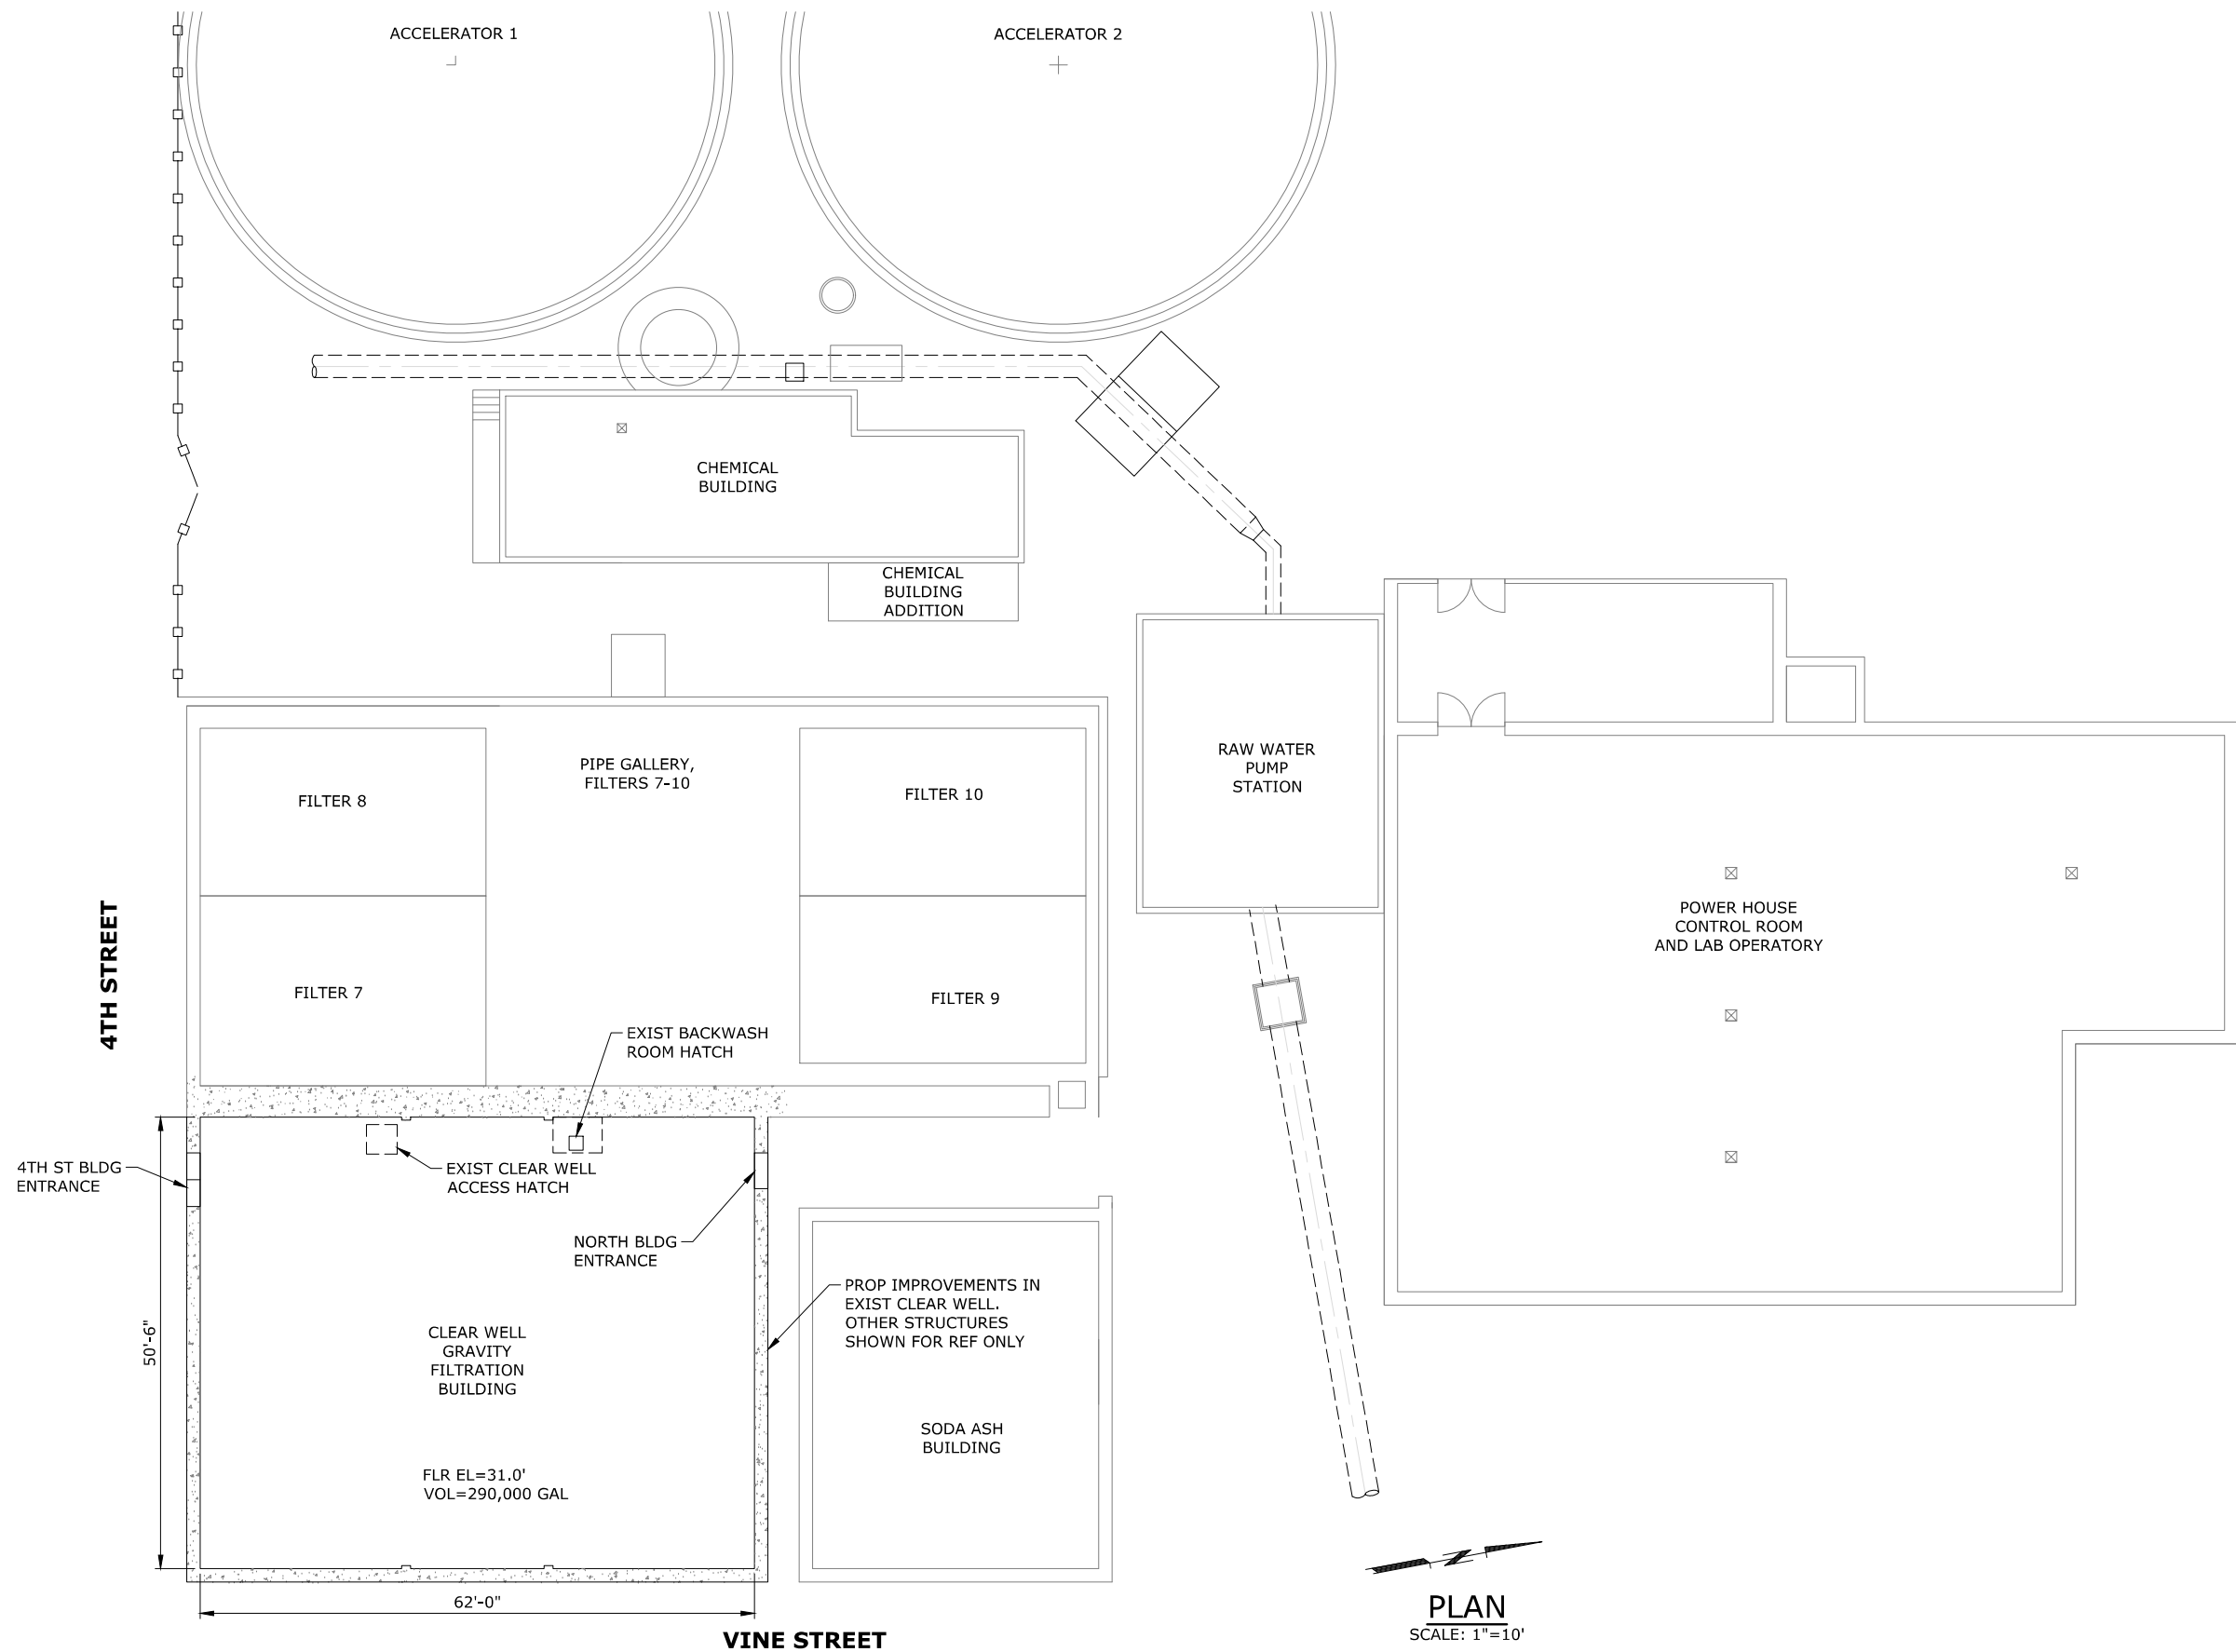 ACCELERATOR 1
ACCELERATOR 2
CHEMICAL
BUILDING
CHEMICAL
BUILDING
ADDITION
RAW WATER
PUMP
STATION
PIPE GALLERY,
FILTERS 7-10
FILTER 8
FILTER 10
POWER HOUSE
CONTROL ROOM
AND LAB OPERATORY
4TH STREET
FILTER 7
FILTER 9
EXIST BACKWASH
ROOM HATCH
4TH ST BLDG
ENTRANCE
EXIST CLEAR WELL
ACCESS HATCH
NORTH BLDG
ENTRANCE
PROP IMPROVEMENTS IN
EXIST CLEAR WELL.
OTHER STRUCTURES
SHOWN FOR REF ONLY
50'-6"
CLEAR WELL
GRAVITY
FILTRATION
BUILDING
SODA ASH
BUILDING
FLR EL=31.0'
VOL=290,000 GAL
Z
62'-0"
PLAN
SCALE: 1"=10'
VINE STREET